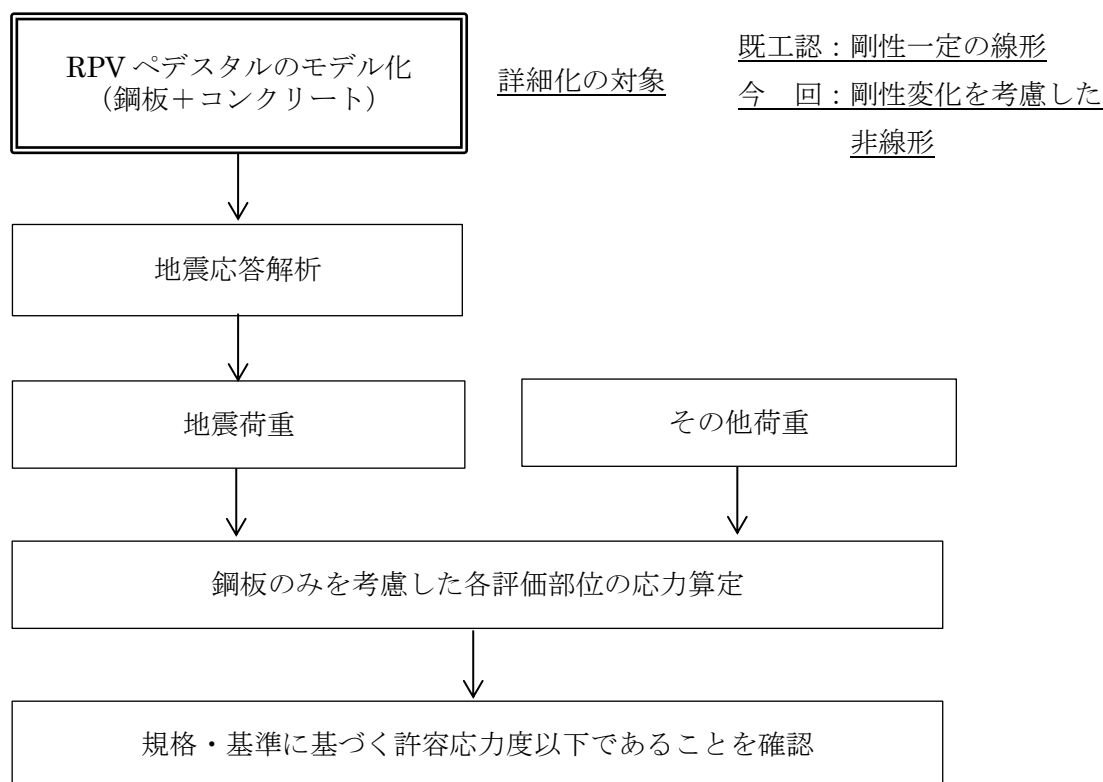 RPV ペデスタルのモデル化
（鋼板＋コンクリート）
詳細化の対象
既工認：剛性一定の線形
今　回：剛性変化を考慮した
非線形
地震応答解析
地震荷重
その他荷重
鋼板のみを考慮した各評価部位の応力算定
規格・基準に基づく許容応力度以下であることを確認